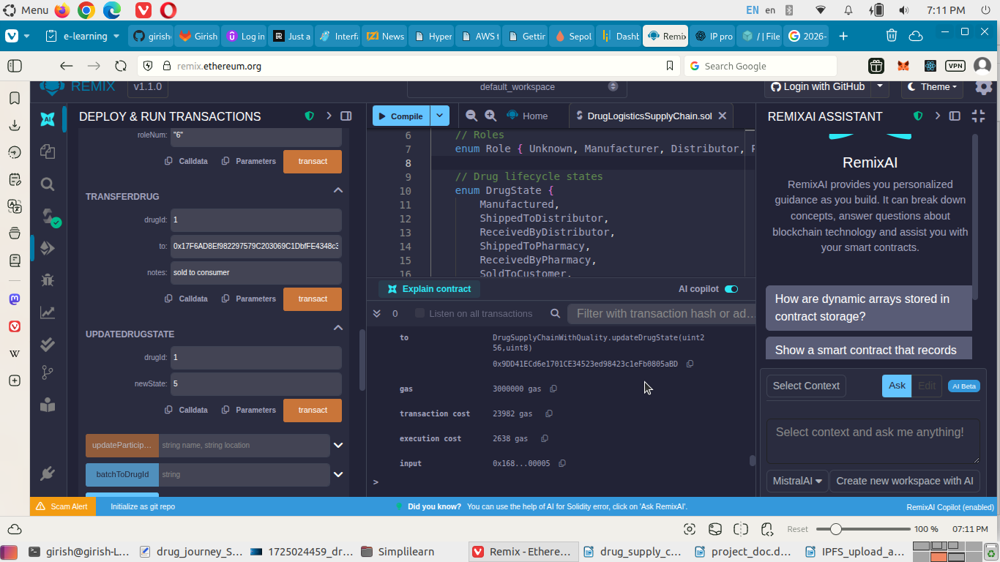 Menu
EN en 7:11 PM
e-learning
girish
Girish
Log in
Just a
Interfa
News
Hyper
AWS t
Gettin
Sepol
Dashb
Remix
IP pro
/ | File
2026-
remix.ethereum.org
Search Google
VPN
REMIX
v1.1.0
default_workspace
Login with GitHub
Theme
AI
DEPLOY & RUN TRANSACTIONS
roleNum: "6"
Calldata Parameters transact
TRANSFERDRUG
drugId: 1
to: 0x17F6AD8Ef982297579C203069C1DbfFE4348c3
notes: sold to consumer
Calldata Parameters transact
UPDATEDRUGSTATE
drugId: 1
newState: 5
Calldata Parameters transact
updateParticip... string name, string location
batchToDrugId string
Compile
Home
DrugLogisticsSupplyChain.sol
6 // Roles
7 enum Role { Unknown, Manufacturer, Distributor,
8
9 // Drug lifecycle states
10 enum DrugState {
11 Manufactured,
12 ShippedToDistributor,
13 ReceivedByDistributor,
14 ShippedToPharmacy,
15 ReceivedByPharmacy,
16 SoldToCustomer,
Explain contract
AI copilot
0 Listen on all transactions
Filter with transaction hash or ad...
to DrugSupplyChainWithQuality.updateDrugState(uint2
56,uint8)
0x9DD41ECd6e1701CE34523ed98423c1eFb0805aBD
gas 3000000 gas
transaction cost 23982 gas
execution cost 2638 gas
input 0x168...00005
>
REMIXAI ASSISTANT
RemixAI
RemixAI provides you personalized
guidance as you build. It can break down
concepts, answer questions about
blockchain technology and assist you with
your smart contracts.
How are dynamic arrays stored in
contract storage?
Show a smart contract that records
Select Context
Ask Edit
AI Beta
Select context and ask me anything!
MistralAI
Create new workspace with AI
Scam Alert
Initialize as git repo
Did you know? You can use the help of AI for Solidity error, click on 'Ask RemixAI'.
RemixAI Copilot (enabled)
Reset 100 % 07:11 PM
girish@girish-L...
drug_journey_S...
1725024459_dr...
Simplilearn
Remix - Ethere...
drug_supply_c...
project_doc.d...
IPFS_upload_a...